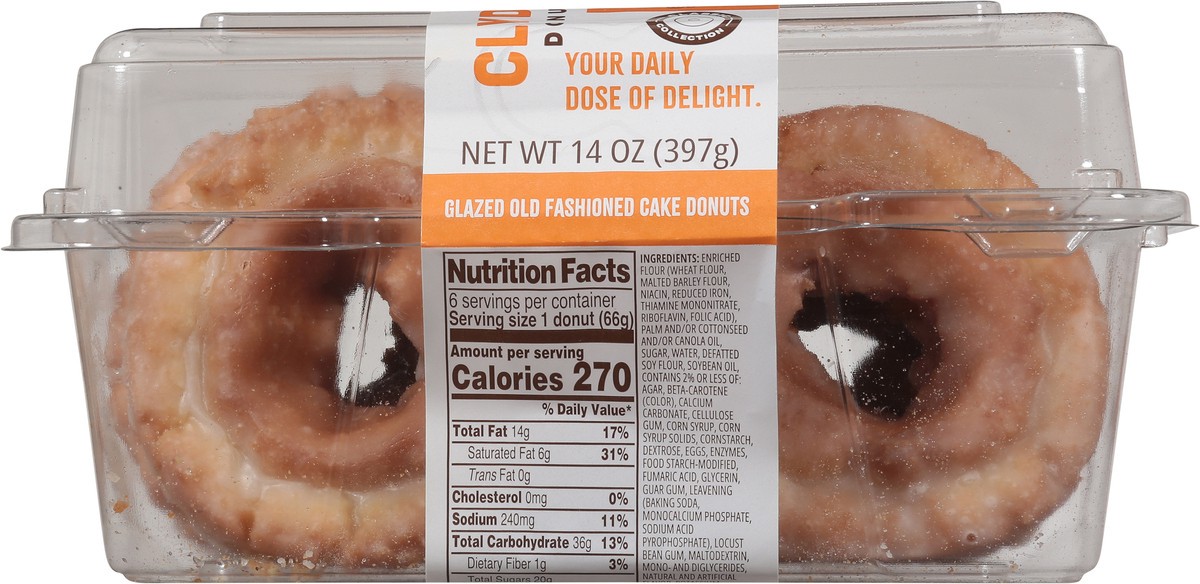 CLYD
D
NU
COLLECTION
YOUR DAILY
DOSE OF DELIGHT.
NET WT 14 OZ (397g)
GLAZED OLD FASHIONED CAKE DONUTS
Nutrition Facts
6 servings per container
Serving size 1 donut (66g)
Amount per serving
Calories 270
% Daily Value*
Total Fat 14g 17%
Saturated Fat 6g 31%
Trans Fat 0g
Cholesterol 0mg 0%
Sodium 240mg 11%
Total Carbohydrate 36g 13%
Dietary Fiber 1g 3%
Total Sugars 20g
INGREDIENTS: ENRICHED
FLOUR (WHEAT FLOUR,
MALTED BARLEY FLOUR,
NIACIN, REDUCED IRON,
THIAMINE MONONITRATE,
RIBOFLAVIN, FOLIC ACID),
PALM AND/OR COTTONSEED
AND/OR CANOLA OIL,
SUGAR, WATER, DEFATTED
SOY FLOUR, SOYBEAN OIL,
CONTAINS 2% OR LESS OF:
AGAR, BETA-CAROTENE
(COLOR), CALCIUM
CARBONATE, CELLULOSE
GUM, CORN SYRUP, CORN
SYRUP SOLIDS, CORNSTARCH,
DEXTROSE, EGGS, ENZYMES,
FOOD STARCH-MODIFIED,
FUMARIC ACID, GLYCERIN,
GUAR GUM, LEAVENING
(BAKING SODA,
MONOCALCIUM PHOSPHATE,
SODIUM ACID
PYROPHOSPHATE), LOCUST
BEAN GUM, MALTODEXTRIN,
MONO- AND DIGLYCERIDES,
NATURAL AND ARTIFICIAL